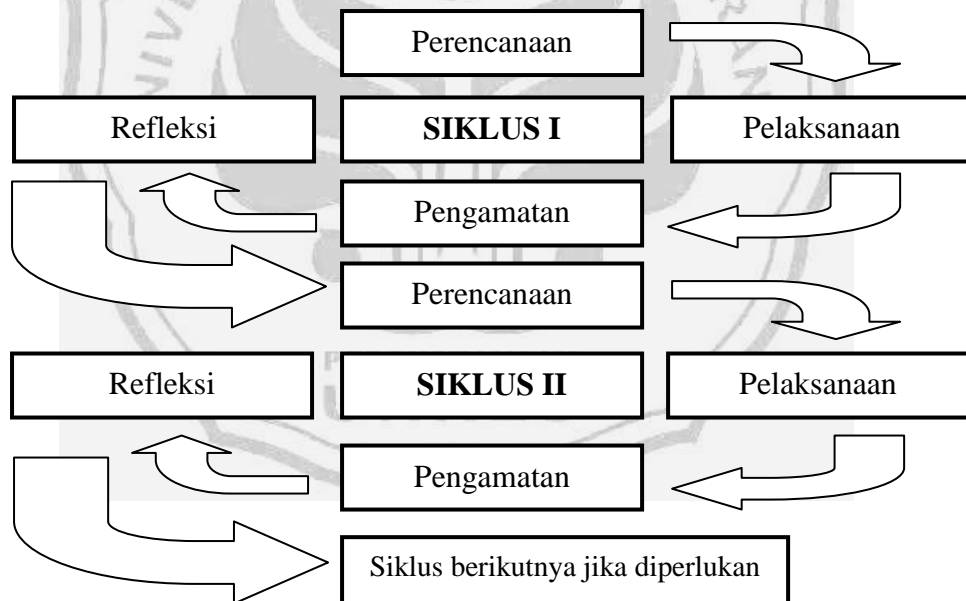 Perencanaan
Refleksi
SIKLUS I
Pelaksanaan
Pengamatan
Perencanaan
Refleksi
SIKLUS II
Pelaksanaan
Pengamatan
Siklus berikutnya jika diperlukan